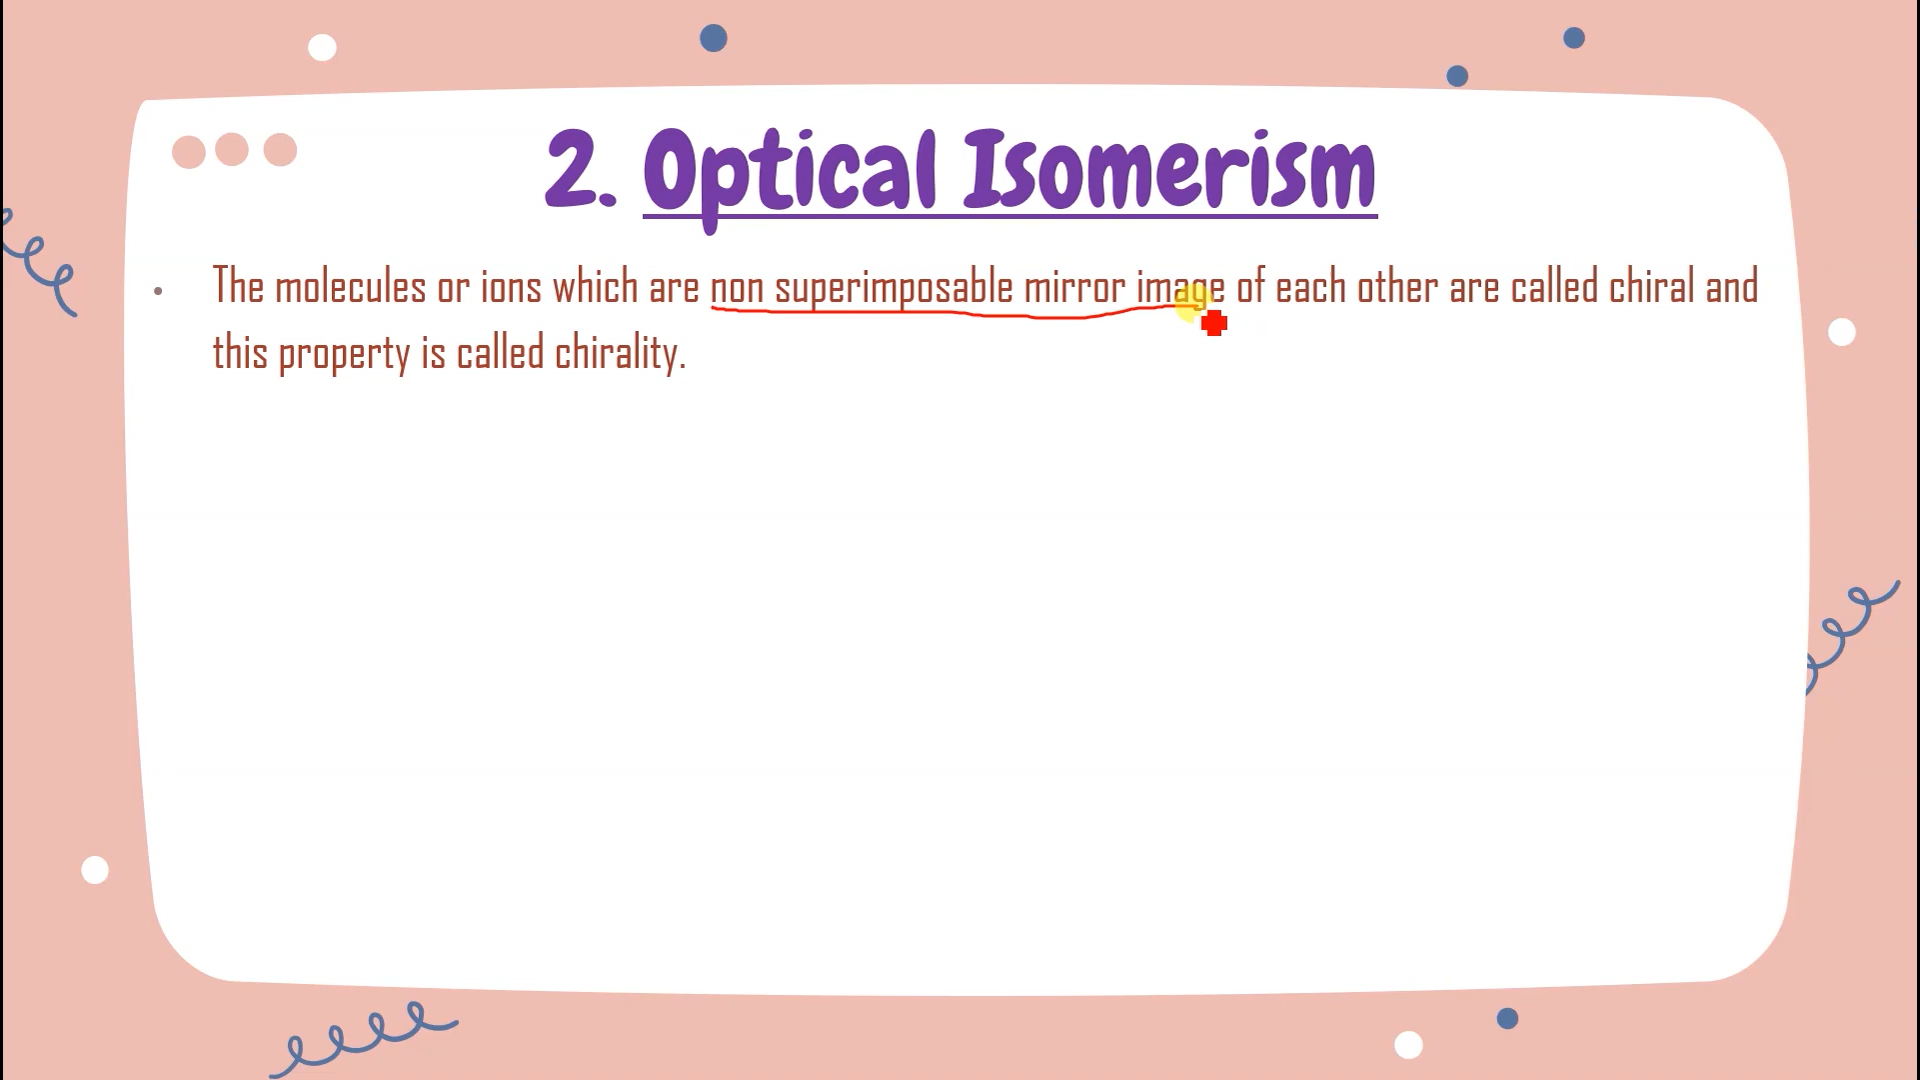 2. Optical Isomerism
• The molecules or ions which are non superimposable mirror image of each other are called chiral and
this property is called chirality.